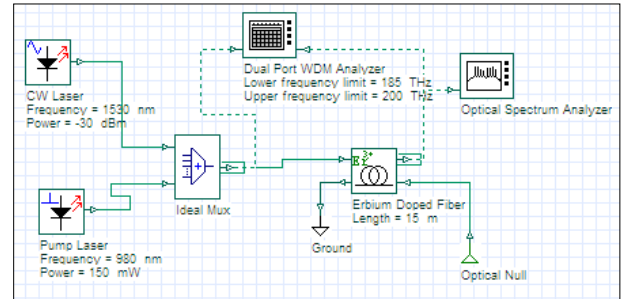 CW Laser
Frequency = 1530 nm
Power = -30 dBm
Dual Port WDM Analyzer
Lower frequency limit = 185 THz
Upper frequency limit = 200 THz
Optical Spectrum Analyzer
Ideal Mux
Er 3+
Erbium Doped Fiber
Length = 15 m
Pump Laser
Frequency = 980 nm
Power = 150 mW
Ground
Optical Null